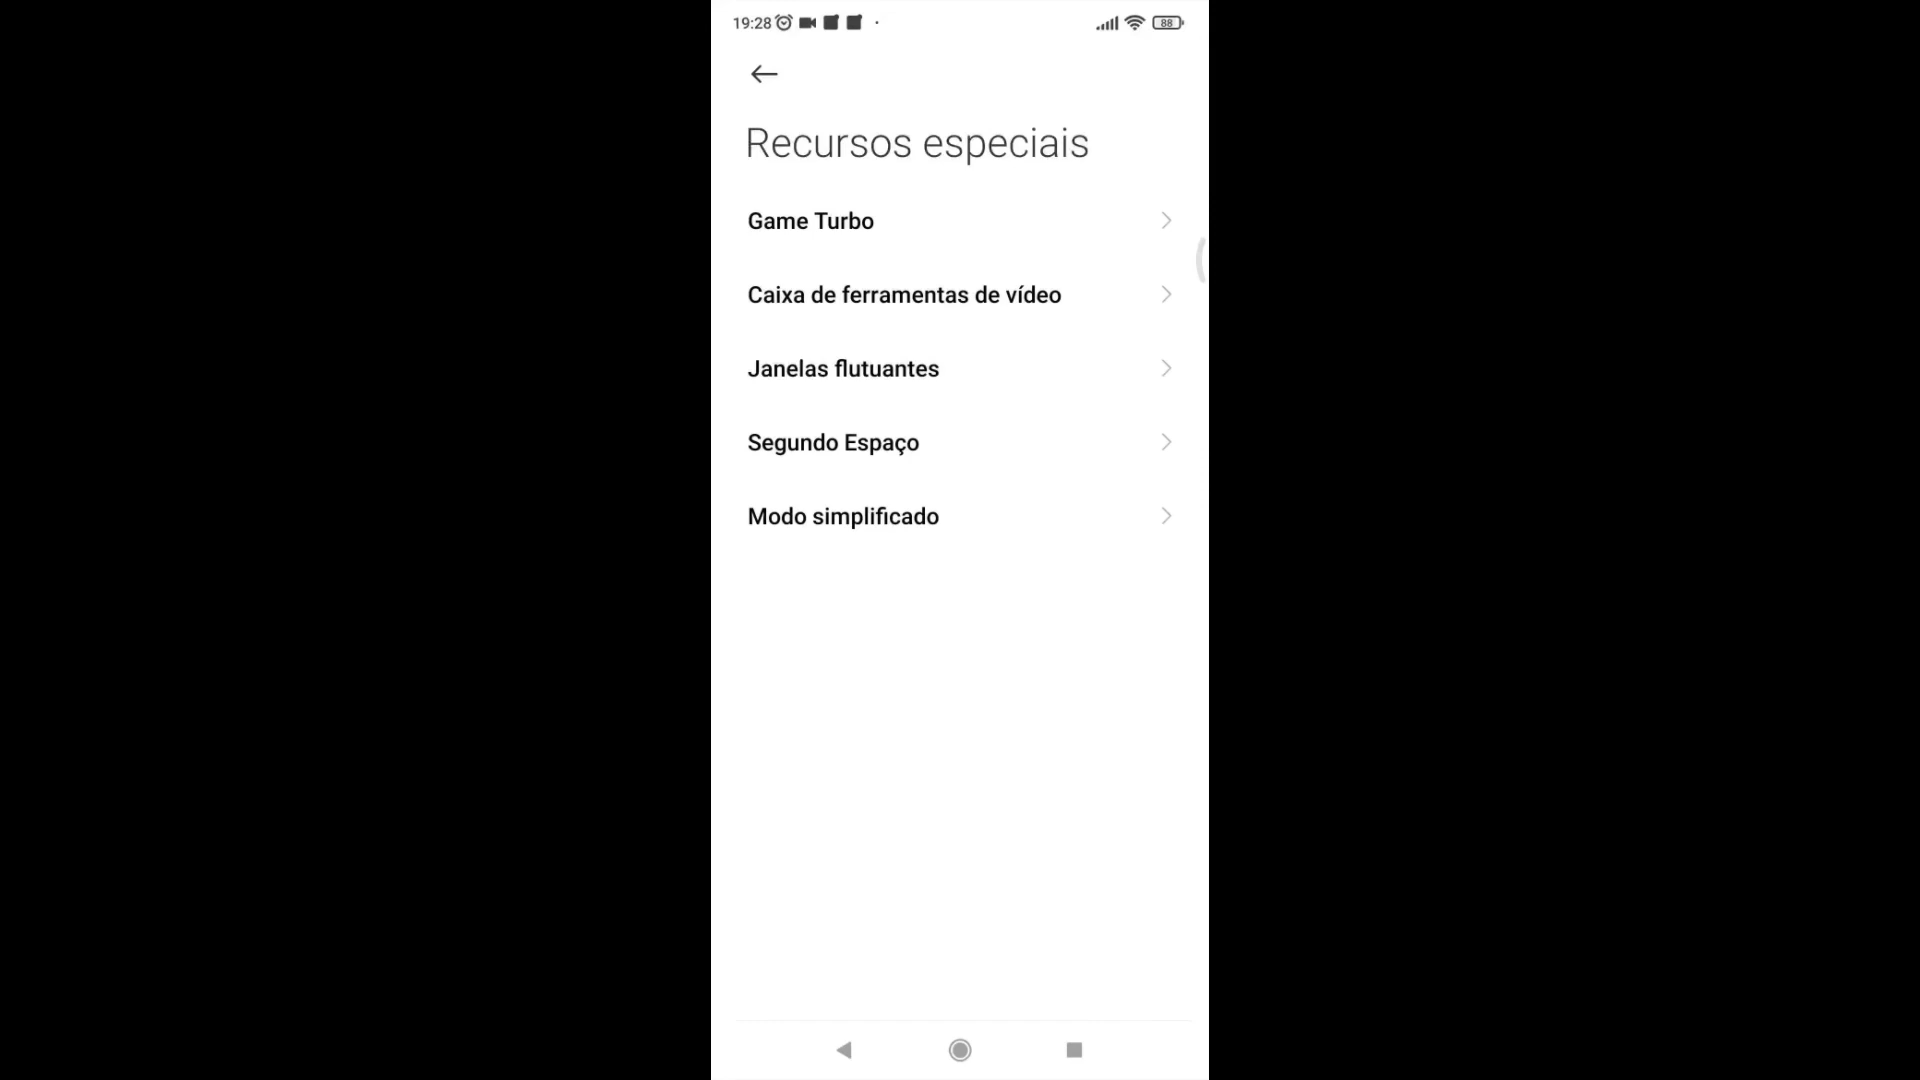 19:28
88
Recursos especiais
Game Turbo
Caixa de ferramentas de vídeo
Janelas flutuantes
Segundo Espaço
Modo simplificado